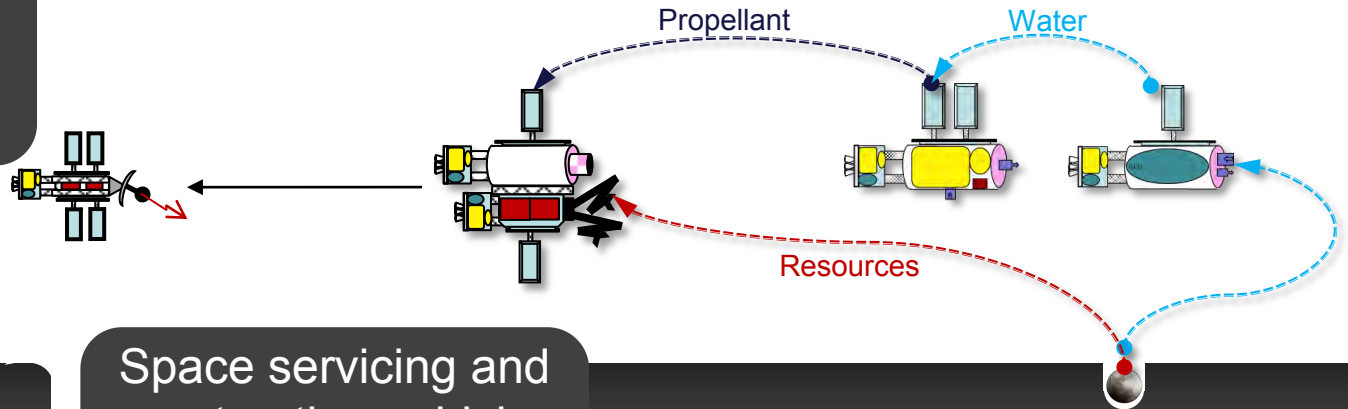 Propellant
Water
Resources
Space servicing and